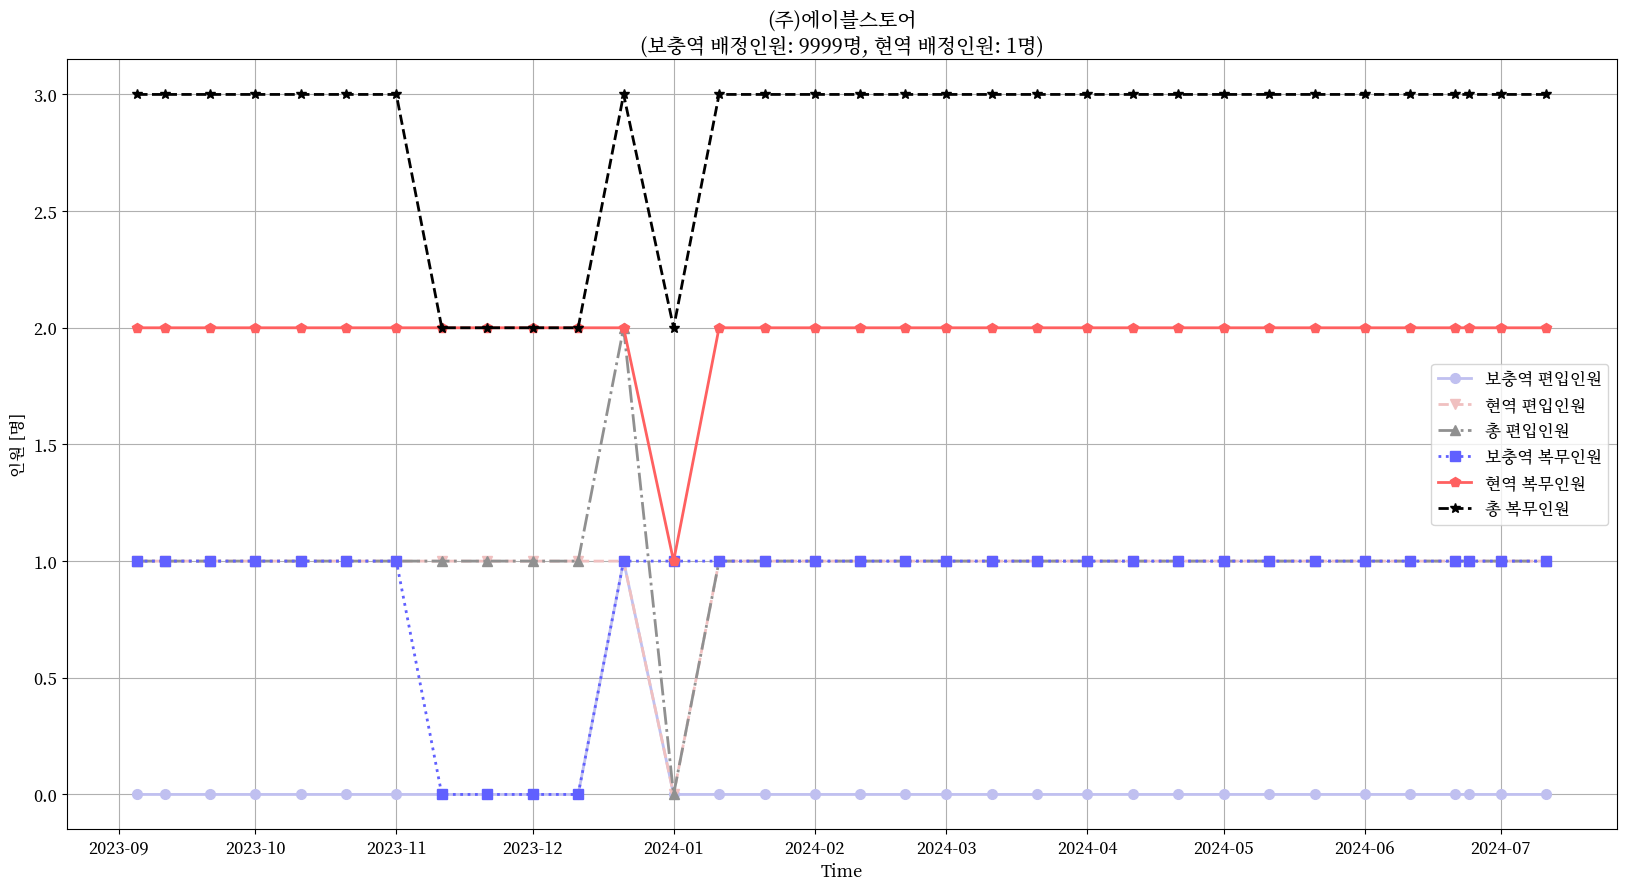 (주)에이블스토어
(보충역 배정인원: 9999명, 현역 배정인원: 1명)
인원 [명]
3.0
2.5
2.0
1.5
1.0
0.5
0.0
보충역 편입인원
현역 편입인원
총 편입인원
보충역 복무인원
현역 복무인원
총 복무인원
2023-09
2023-10
2023-11
2023-12
2024-01
2024-02
2024-03
2024-04
2024-05
2024-06
2024-07
Time